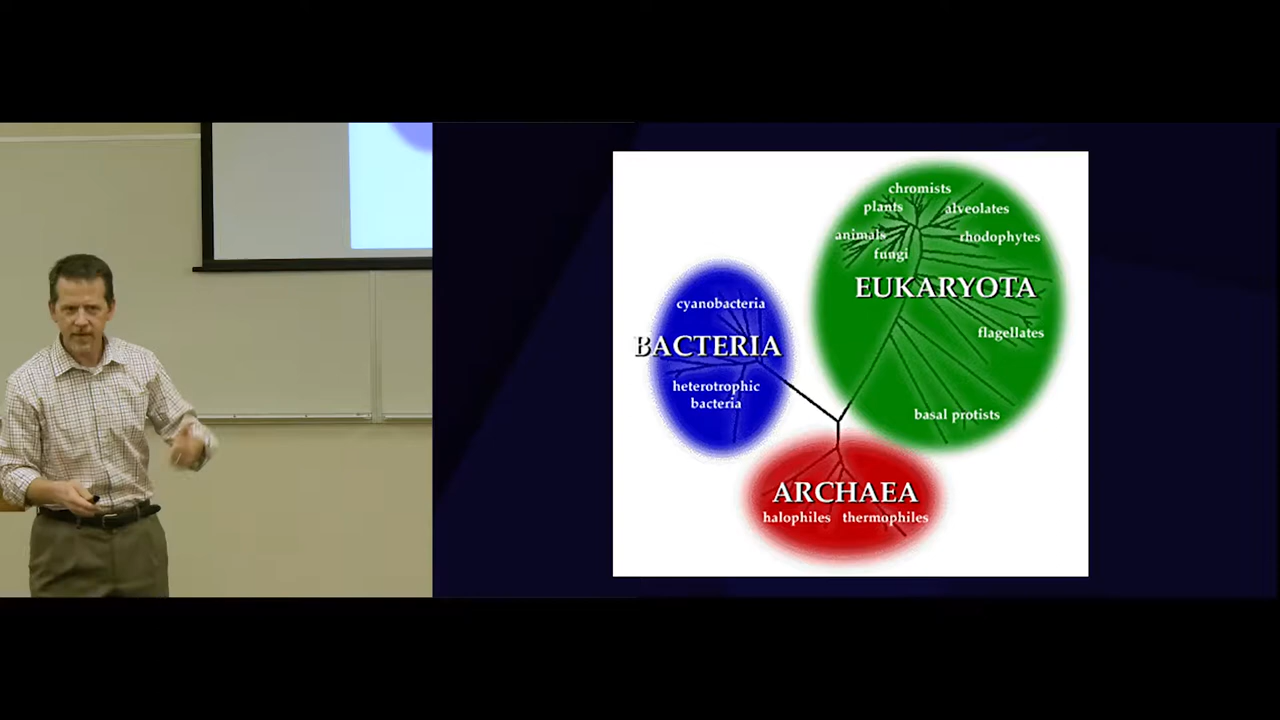 chromists
plants
alveolates
animals
rhodophytes
fungi
EUKARYOTA
cyanobacteria
flagellates
BACTERIA
heterotrophic
bacteria
basal protists
ARCHAEA
halophiles thermophiles